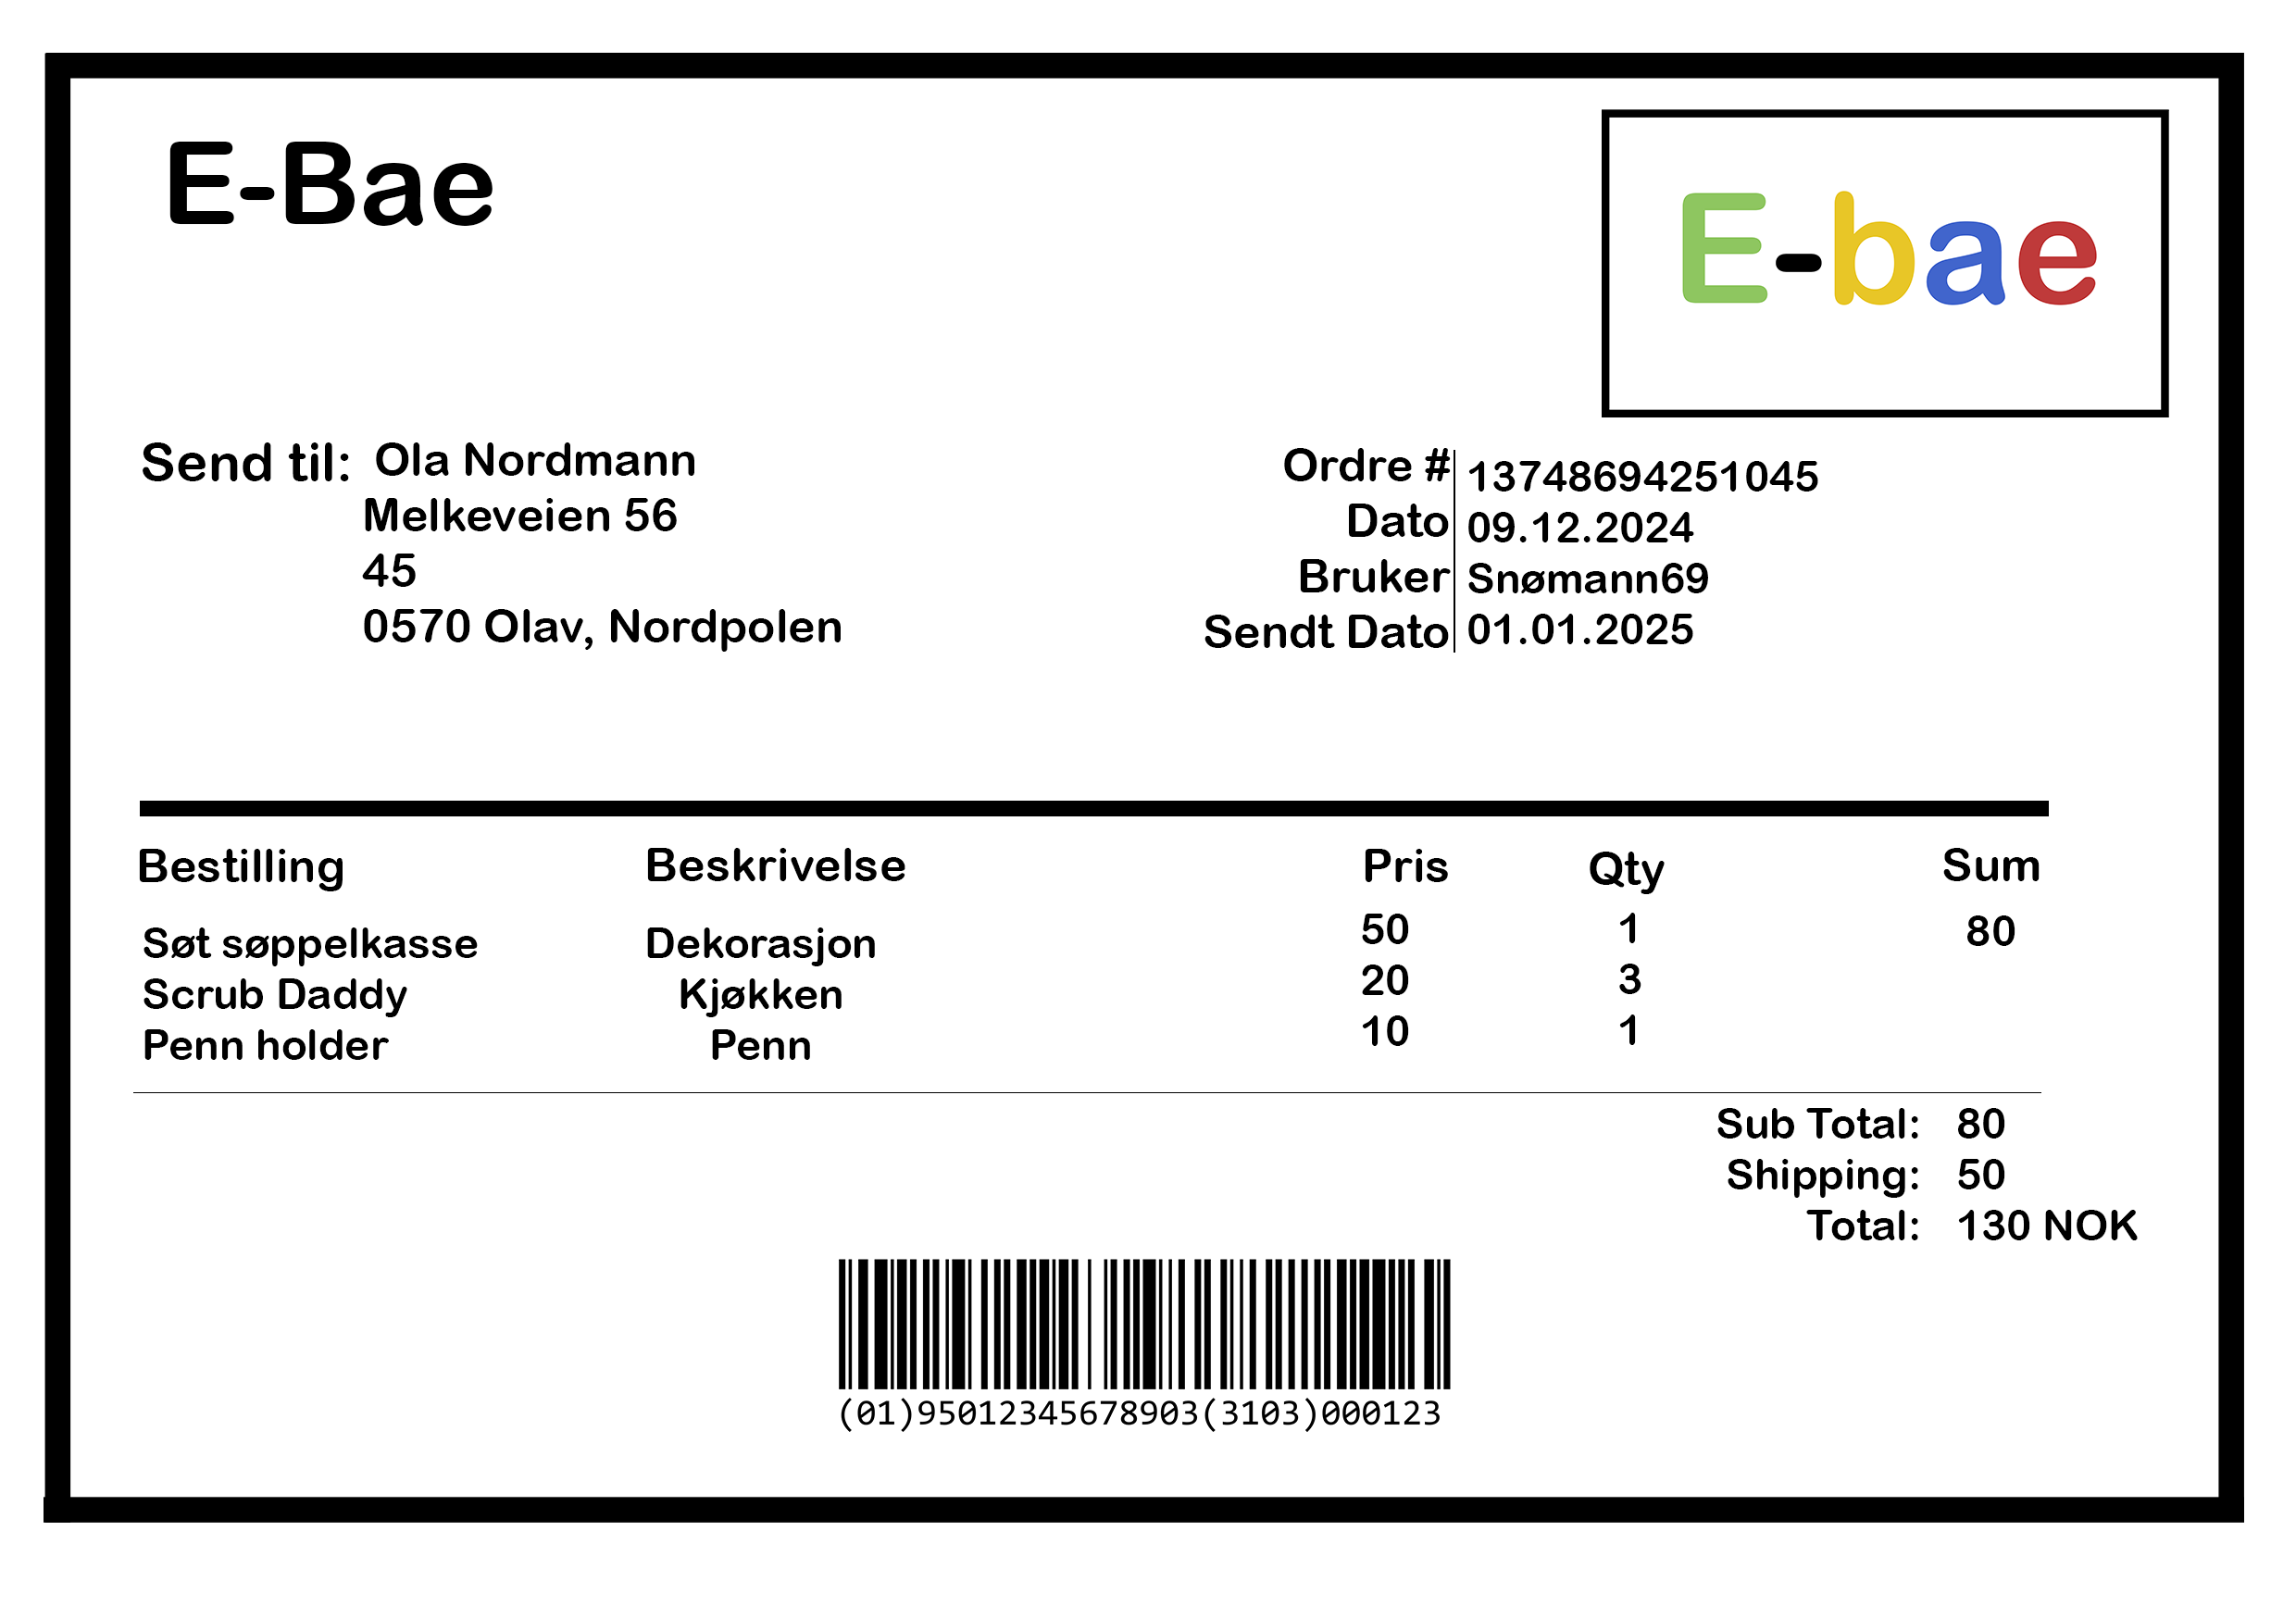 E-Bae
E-bae
Send til: Ola Nordmann
Melkeveien 56
45
0570 Olav, Nordpolen
Ordre # 13748694251045
Dato 09.12.2024
Bruker Snømann69
Sendt Dato 01.01.2025
Bestilling Beskrivelse Pris Qty Sum
Søt søppelkasse Dekorasjon 50 1 80
Scrub Daddy Kjøkken 20 3
Penn holder Penn 10 1
Sub Total: 80
Shipping: 50
Total: 130 NOK
(01)95012345678903(3103)000123